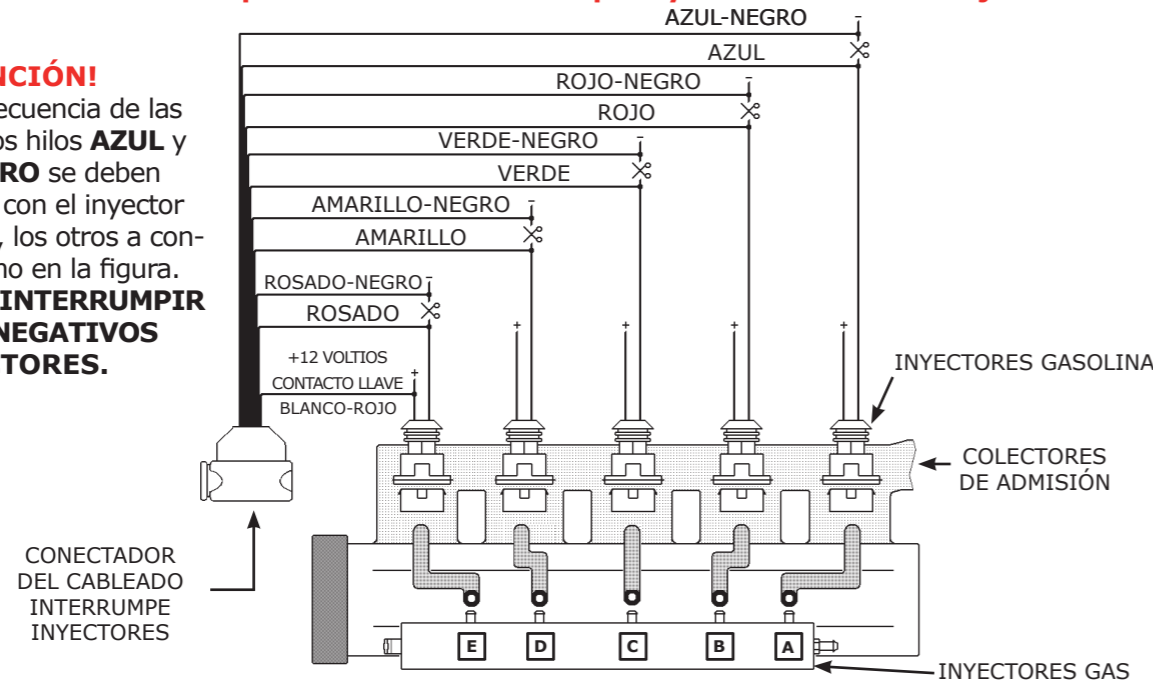 AZUL-NEGRO
AZUL
ROJO-NEGRO
ROJO
VERDE-NEGRO
VERDE
AMARILLO-NEGRO
AMARILLO
ROSADO-NEGRO
ROSADO
+12 VOLTIOS
CONTACTO LLAVE
BLANCO-ROJO
NCIÓN!
ecuencia de las
os hilos AZUL y
RO se deben
con el inyector
, los otros a con-
no en la figura.
INTERRUMPIR
NEGATIVOS
CTORES.
INYECTORES GASOLINA
COLECTORES
DE ADMISIÓN
CONECTADOR
DEL CABLEADO
INTERRUMPE
INYECTORES
E D C B A
INYECTORES GAS